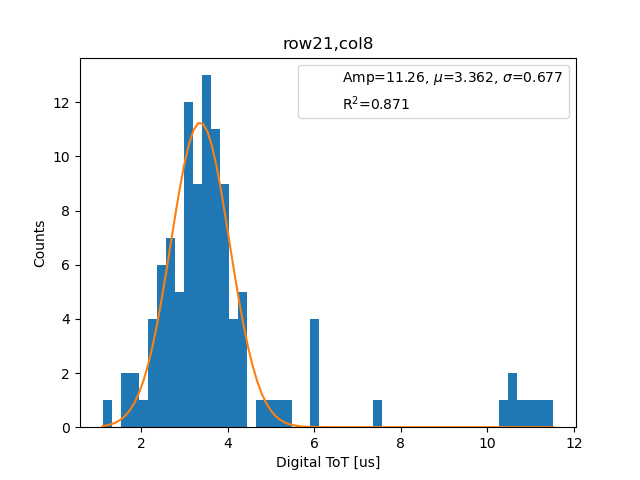 row21,col8
Amp=11.26, μ=3.362, σ=0.677
R²=0.871
Counts
12
10
8
6
4
2
0
2 4 6 8 10 12
Digital ToT [us]